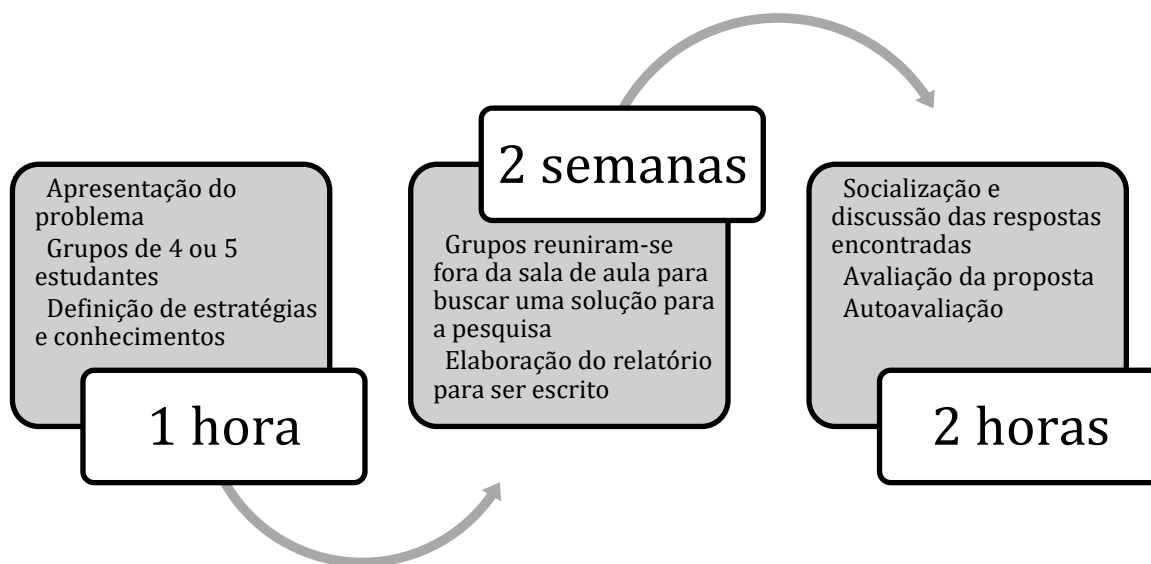 Apresentação do
problema
Grupos de 4 ou 5
estudantes
Definição de estratégias
e conhecimentos
1 hora
2 semanas
Grupos reuniram-se
fora da sala de aula para
buscar uma solução para
a pesquisa
Elaboração do relatório
para ser escrito
Socialização e
discussão das respostas
encontradas
Avaliação da proposta
Autoavaliação
2 horas